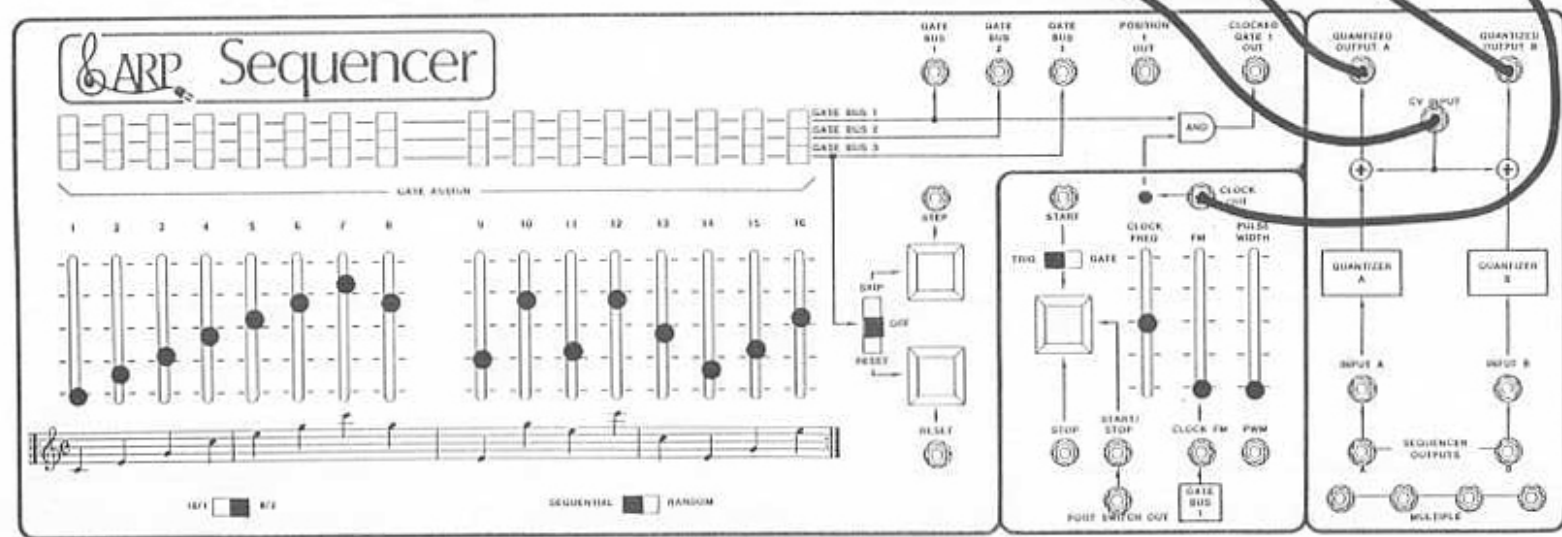 ARP Sequencer
GATE BUS 1
GATE BUS 2
GATE BUS 3
POSITION 1 OUT
CLOCKED GATE 1 OUT
QUANTIZED OUTPUT A
QUANTIZED OUTPUT B
GATE BUS 1
GATE BUS 2
GATE BUS 3
AND
CV INPUT
GATE ASSIGN
1 2 3 4 5 6 7 8 9 10 11 12 13 14 15 16
STEP
START
CLOCK OUT
CLOCK FREQ
FM
PULSE WIDTH
TRIG
GATE
QUANTIZER A
QUANTIZER B
SKIP
OFF
RESET
INPUT A
INPUT B
RESET
STOP
START/STOP
CLOCK FM
PWM
SEQUENCER OUTPUTS
A
B
16/1
8/2
SEQUENTIAL
RANDOM
FOOT SWITCH OUT
GATE BUS 1
MULTIPLE